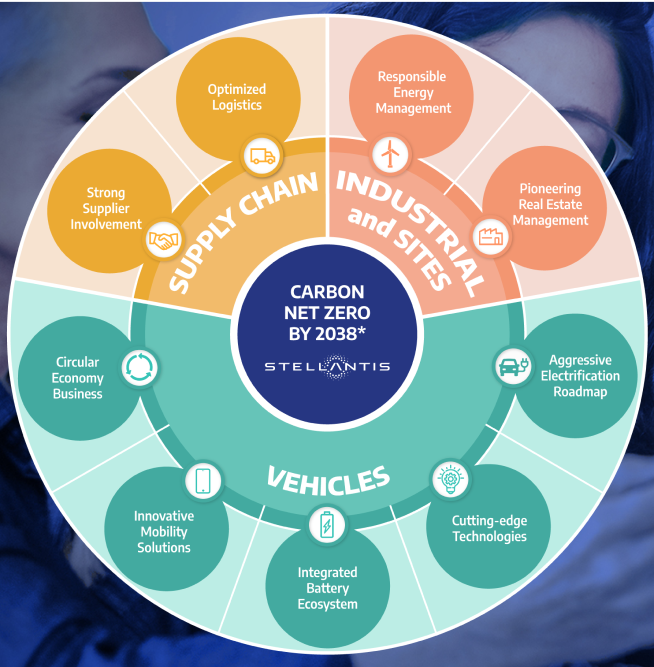 Optimized
Logistics
Responsible
Energy
Management
Strong
Supplier
Involvement
Pioneering
Real Estate
Management
SUPPLY CHAIN
INDUSTRIAL
and SITES
CARBON
NET ZERO
BY 2038*
STELLANTIS
Circular
Economy
Business
Aggressive
Electrification
Roadmap
VEHICLES
Innovative
Mobility
Solutions
Cutting-edge
Technologies
Integrated
Battery
Ecosystem